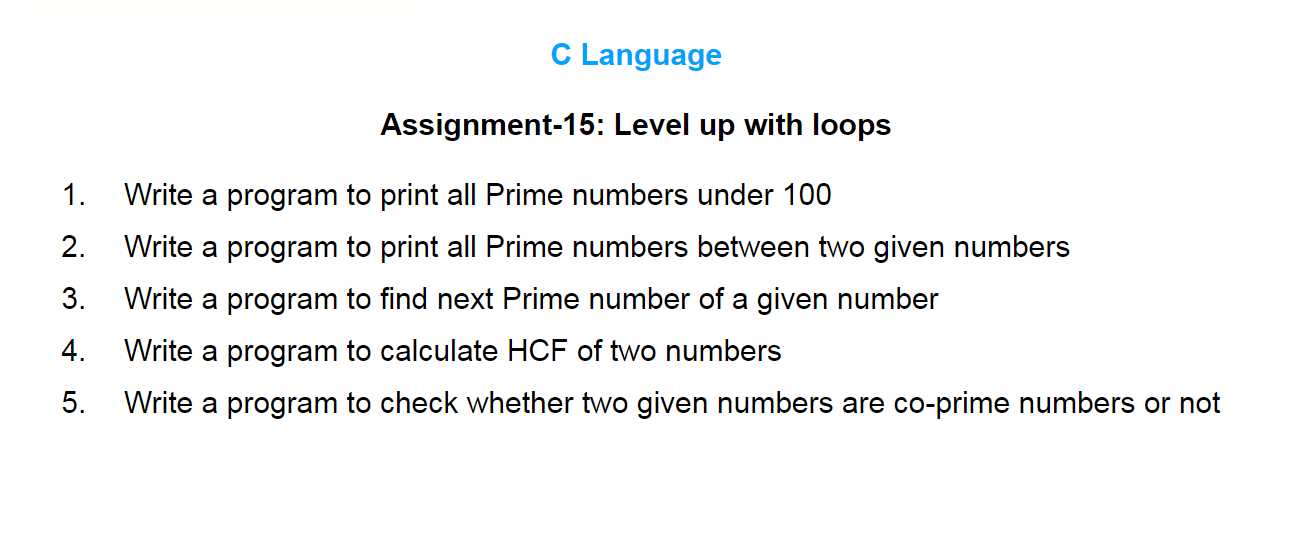 C Language
Assignment-15: Level up with loops
1. Write a program to print all Prime numbers under 100
2. Write a program to print all Prime numbers between two given numbers
3. Write a program to find next Prime number of a given number
4. Write a program to calculate HCF of two numbers
5. Write a program to check whether two given numbers are co-prime numbers or not